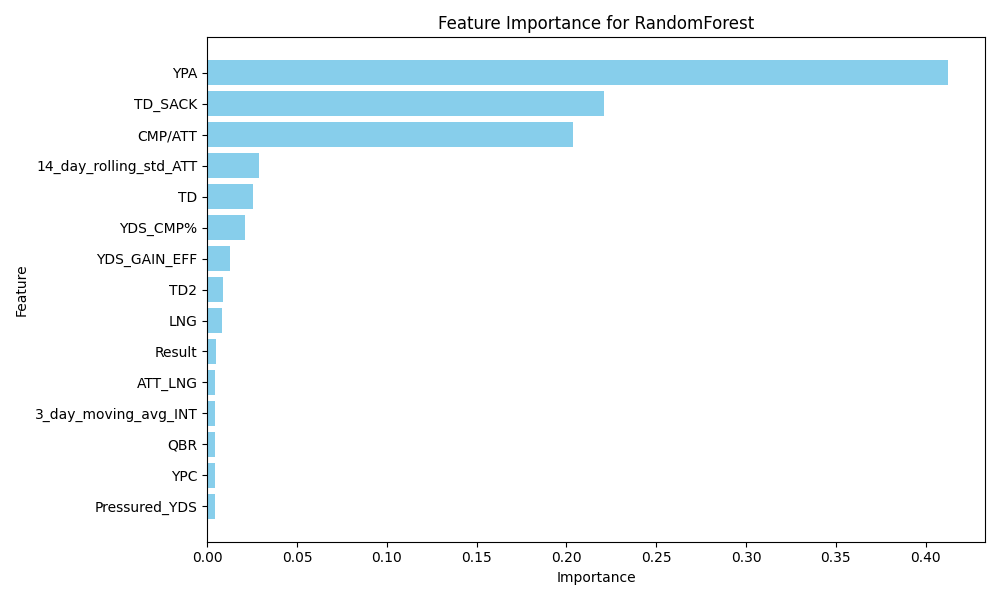 Feature Importance for RandomForest
YPA
TD_SACK
CMP/ATT
14_day_rolling_std_ATT
TD
YDS_CMP%
YDS_GAIN_EFF
TD2
LNG
Result
ATT_LNG
3_day_moving_avg_INT
QBR
YPC
Pressured_YDS
Feature
0.00 0.05 0.10 0.15 0.20 0.25 0.30 0.35 0.40
Importance